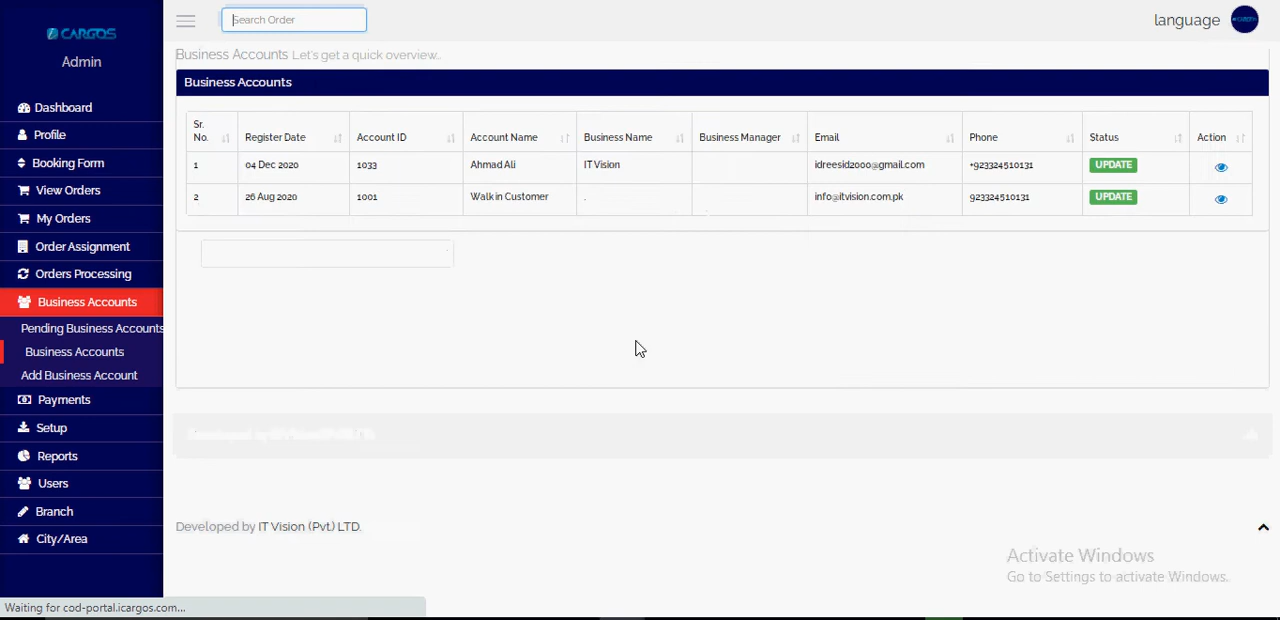 CARGOS
Admin
Dashboard
Profile
Booking Form
View Orders
My Orders
Order Assignment
Orders Processing
Business Accounts
Pending Business Accounts
Business Accounts
Add Business Account
Payments
Setup
Reports
Users
Branch
City/Area
Search Order
language
Business Accounts Let's get a quick overview..
Business Accounts
Sr. No. Register Date Account ID Account Name Business Name Business Manager Email Phone Status Action
1 04 Dec 2020 1033 Ahmad Ali IT Vision idreesid2000@gmail.com +923324510131 UPDATE
2 26 Aug 2020 1001 Walk in Customer . info@itvision.com.pk 923324510131 UPDATE
Developed by IT Vision (Pvt.) LTD.
Activate Windows
Go to Settings to activate Windows.
Waiting for cod-portal.icargos.com...